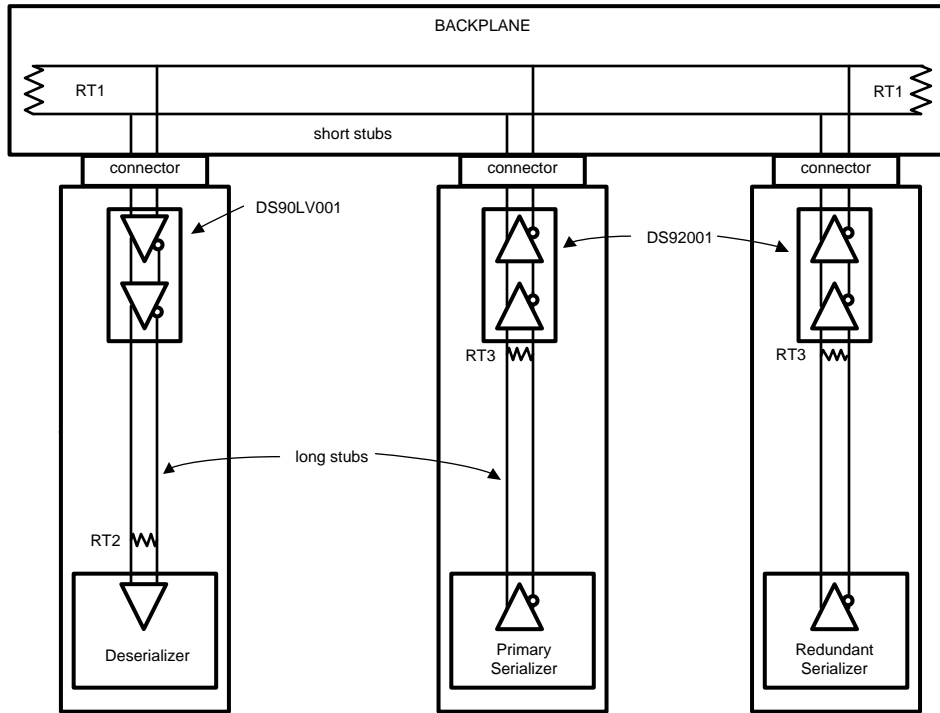 BACKPLANE
RT1
RT1
short stubs
connector
connector
connector
DS90LV001
DS92001
RT3
RT3
long stubs
RT2
Deserializer
Primary
Serializer
Redundant
Serializer